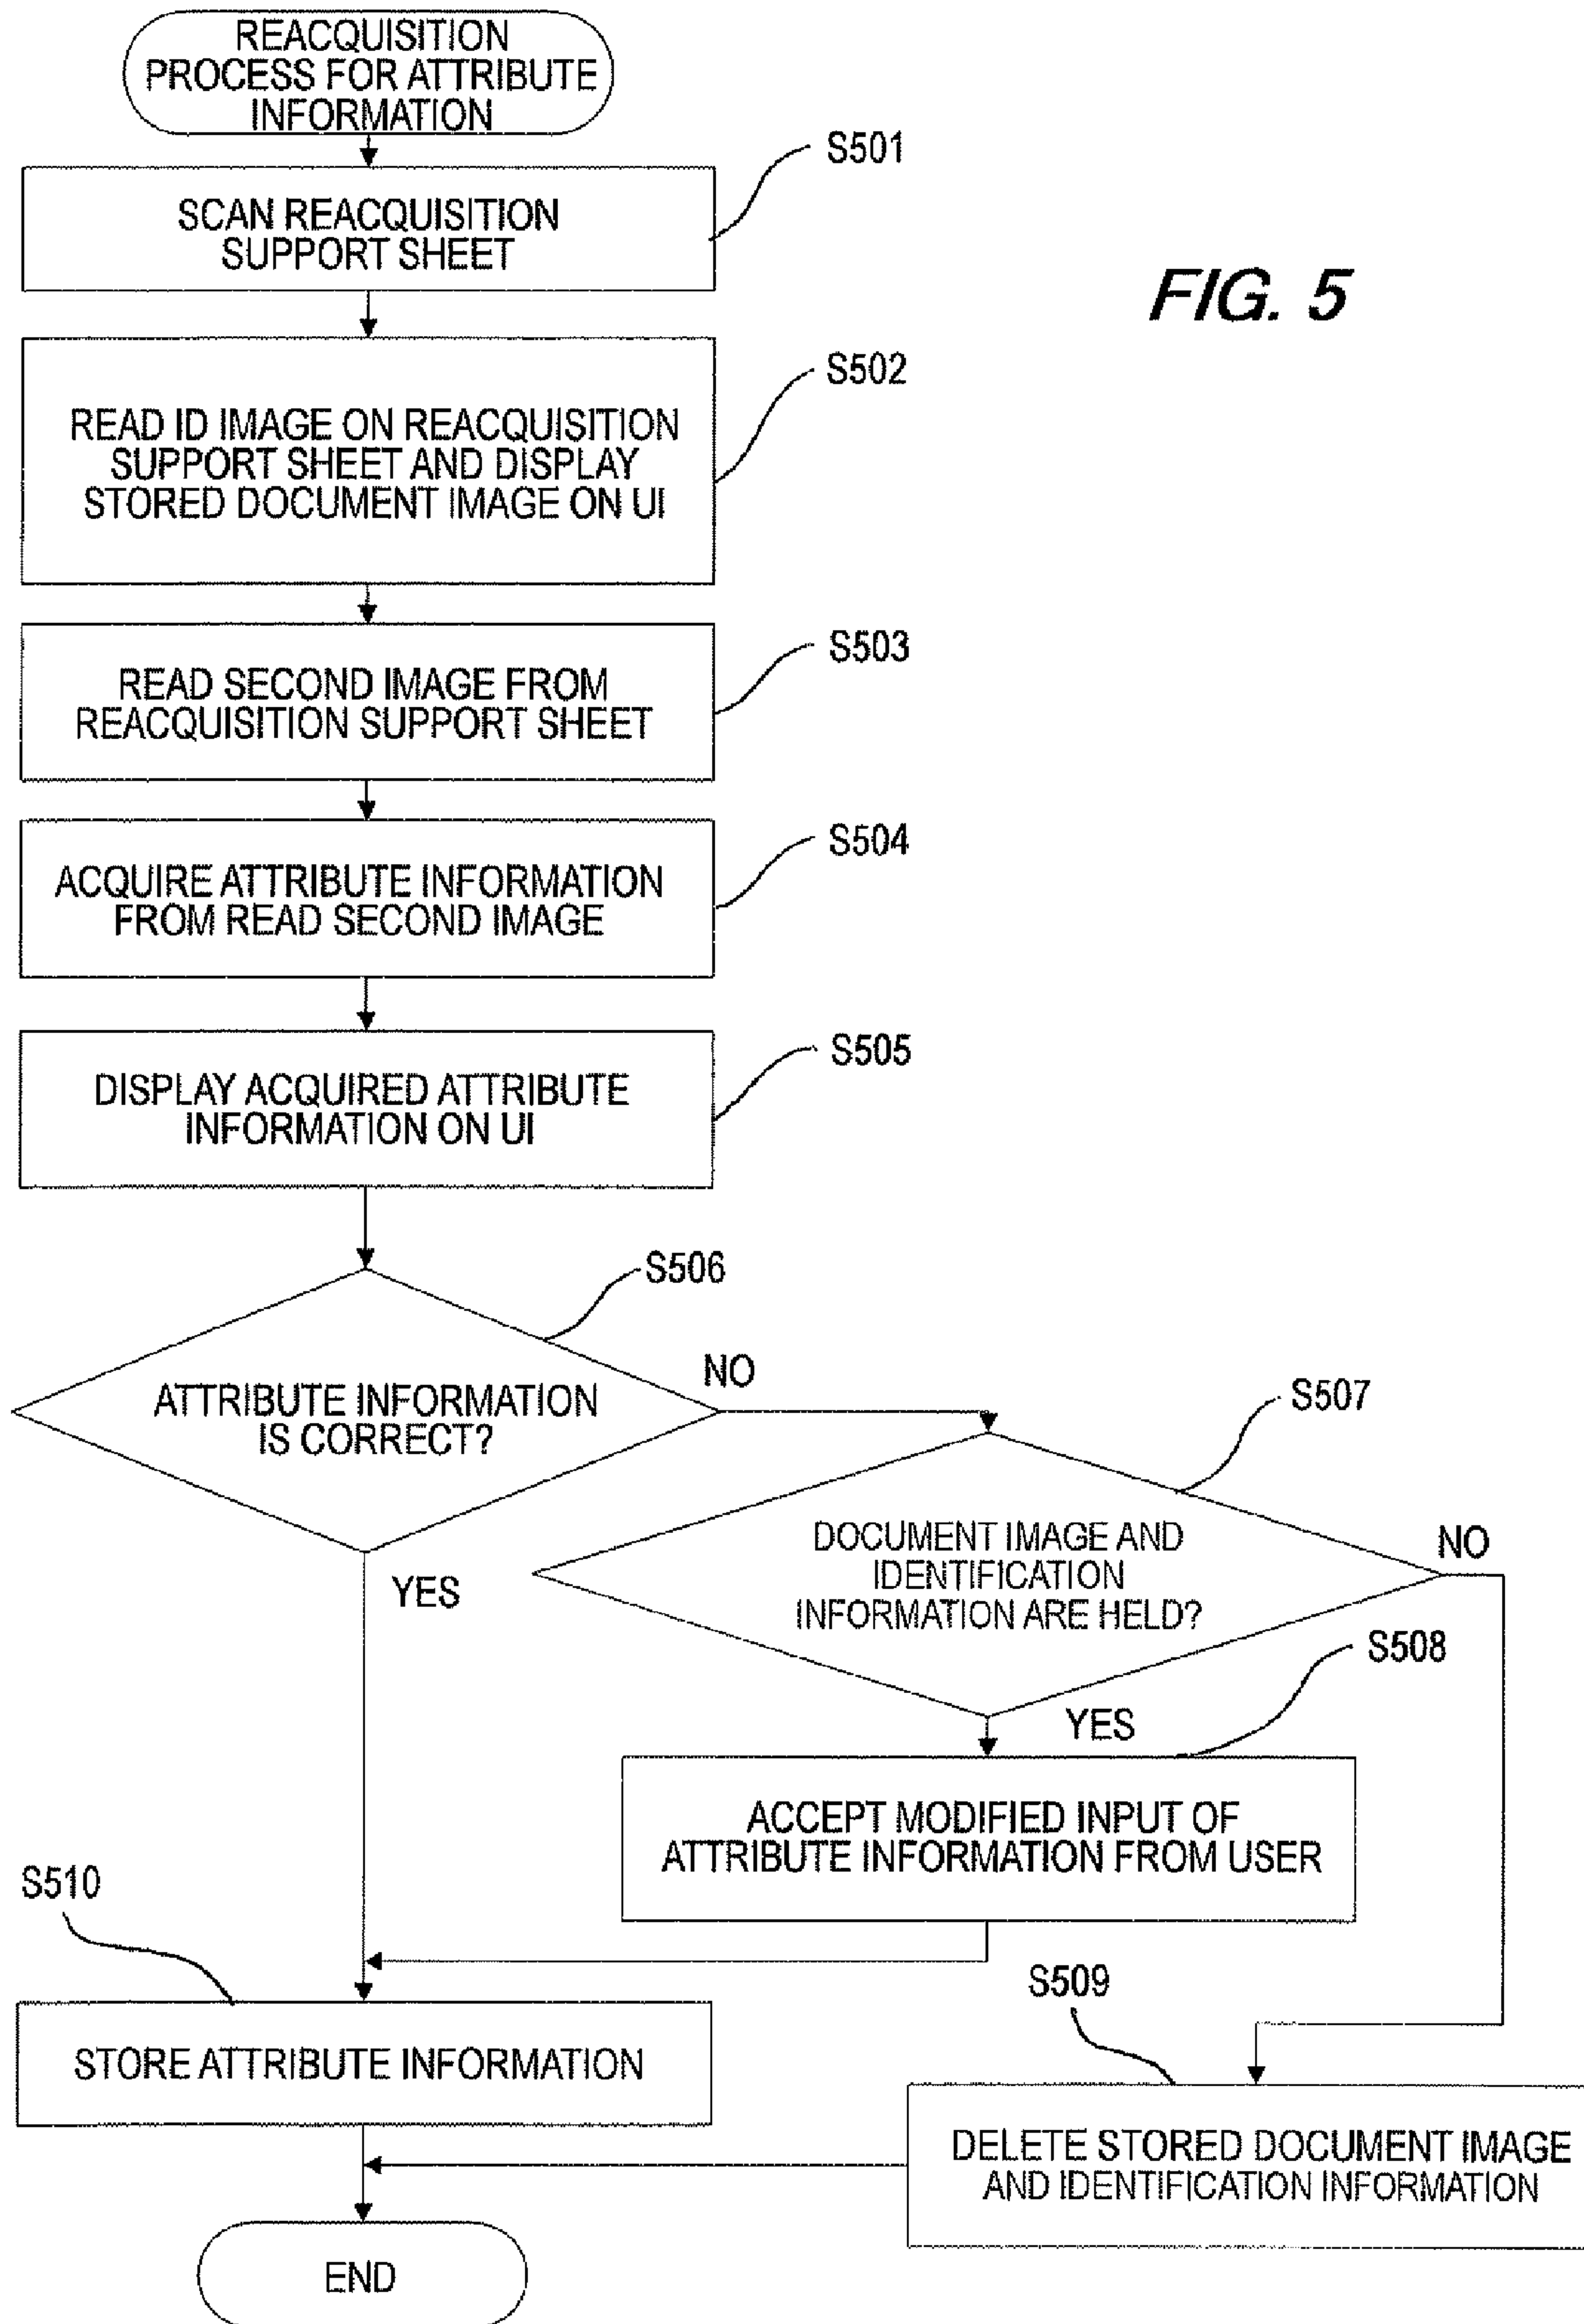 REACQUISITION
PROCESS FOR ATTRIBUTE
INFORMATION
S501
SCAN REACQUISITION
SUPPORT SHEET
FIG. 5
S502
READ ID IMAGE ON REACQUISITION
SUPPORT SHEET AND DISPLAY
STORED DOCUMENT IMAGE ON UI
S503
READ SECOND IMAGE FROM
REACQUISITION SUPPORT SHEET
S504
ACQUIRE ATTRIBUTE INFORMATION
FROM READ SECOND IMAGE
S505
DISPLAY ACQUIRED ATTRIBUTE
INFORMATION ON UI
S506
NO
ATTRIBUTE INFORMATION
IS CORRECT?
YES
S507
DOCUMENT IMAGE AND
IDENTIFICATION
INFORMATION ARE HELD?
NO
YES
S508
ACCEPT MODIFIED INPUT OF
ATTRIBUTE INFORMATION FROM USER
S510
STORE ATTRIBUTE INFORMATION
S509
DELETE STORED DOCUMENT IMAGE
AND IDENTIFICATION INFORMATION
END